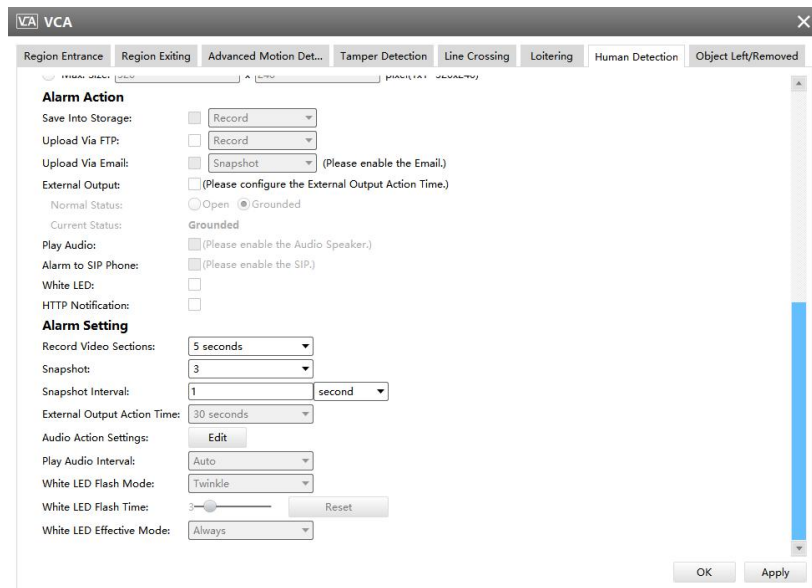 VCA VCA
Region Entrance Region Exiting Advanced Motion Det... Tamper Detection Line Crossing Loitering Human Detection Object Left/Removed
Alarm Action
Save Into Storage: Record
Upload Via FTP: Record
Upload Via Email: Snapshot (Please enable the Email.)
External Output: (Please configure the External Output Action Time.)
Normal Status: Open Grounded
Current Status: Grounded
Play Audio: (Please enable the Audio Speaker.)
Alarm to SIP Phone: (Please enable the SIP.)
White LED:
HTTP Notification:
Alarm Setting
Record Video Sections: 5 seconds
Snapshot: 3
Snapshot Interval: 1 second
External Output Action Time: 30 seconds
Audio Action Settings: Edit
Play Audio Interval: Auto
White LED Flash Mode: Twinkle
White LED Flash Time: 3 Reset
White LED Effective Mode: Always
OK Apply